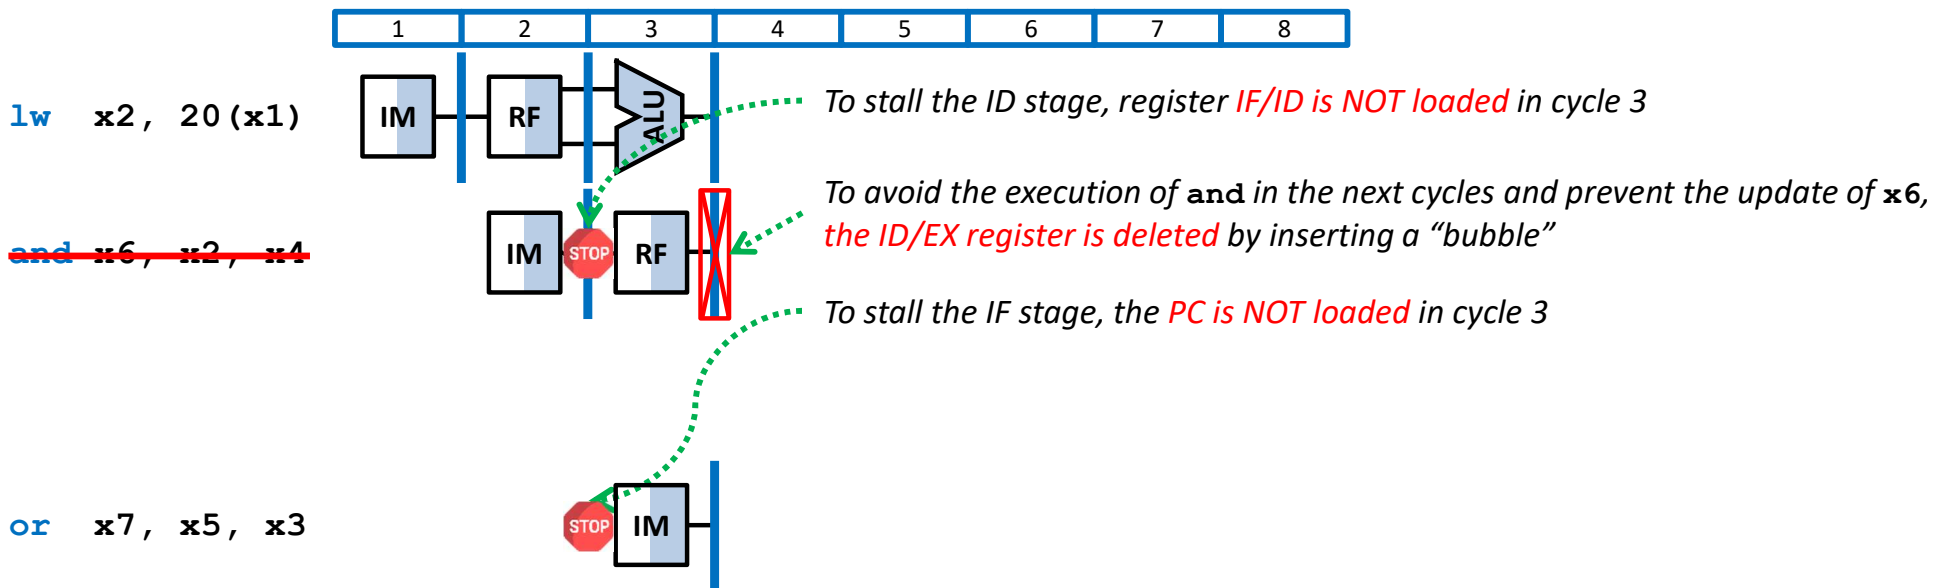 1 2 3 4 5 6 7 8
lw x2, 20(x1)
IM RF ALU
To stall the ID stage, register IF/ID is NOT loaded in cycle 3
and x6, x2, x4
IM STOP RF
To avoid the execution of and in the next cycles and prevent the update of x6,
the ID/EX register is deleted by inserting a “bubble”
To stall the IF stage, the PC is NOT loaded in cycle 3
or x7, x5, x3
STOP IM